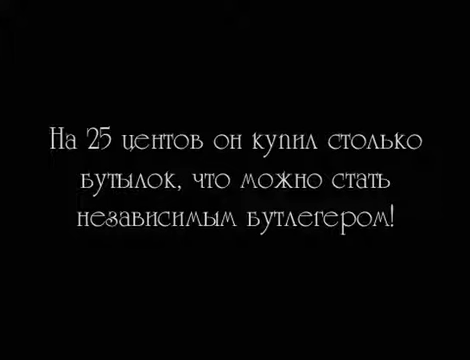 На 25 центов он купил столько
бутылок, что можно стать
независимым бутлегером!